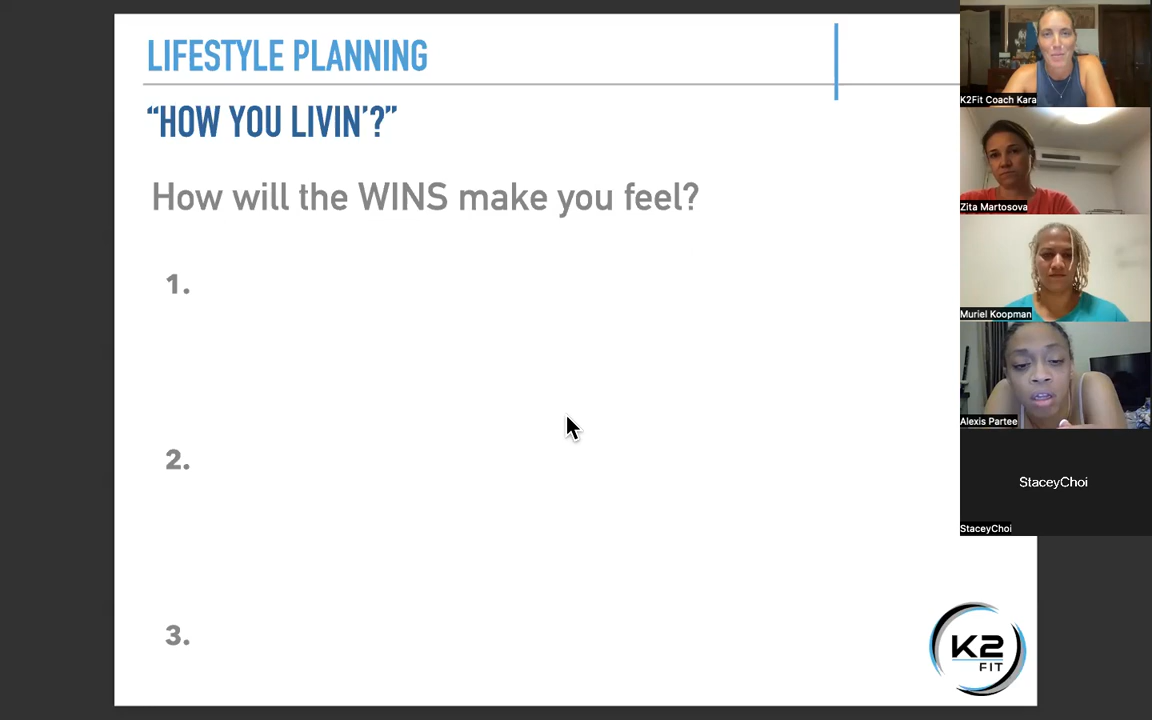 LIFESTYLE PLANNING
“HOW YOU LIVIN’?”
How will the WINS make you feel?
1.
2.
3.
K2
FIT
K2Fit Coach Kara
Zita Martosova
Muriel Koopman
Alexis Partee
StaceyChoi
StaceyChoi